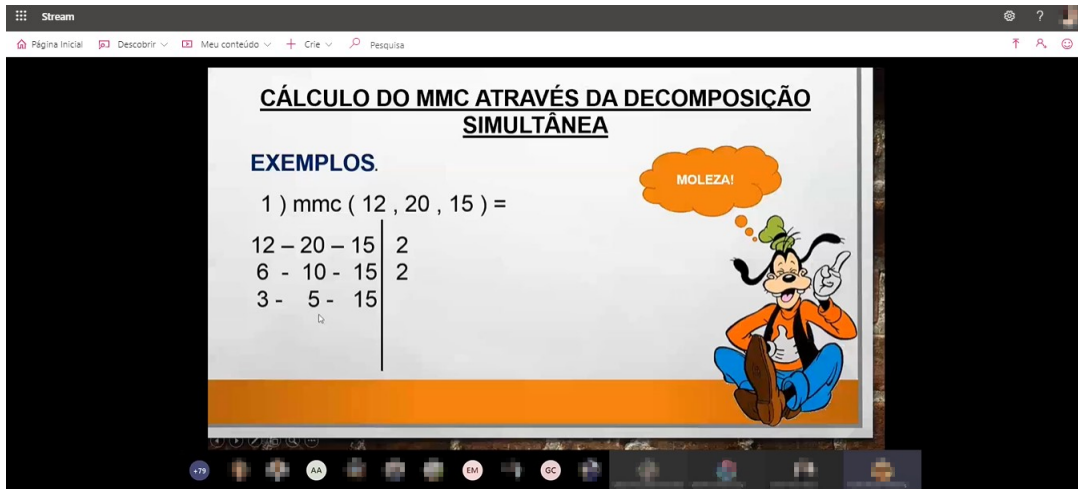 Stream
?
Página Inicial Descobrir Meu conteúdo Crie Pesquisa
CÁLCULO DO MMC ATRAVÉS DA DECOMPOSIÇÃO
SIMULTÂNEA
EXEMPLOS.
MOLEZA!
1 ) mmc ( 12 , 20 , 15 ) =
12 – 20 – 15 2
6 - 10 - 15 2
3 - 5 - 15
+79 AA EM GC